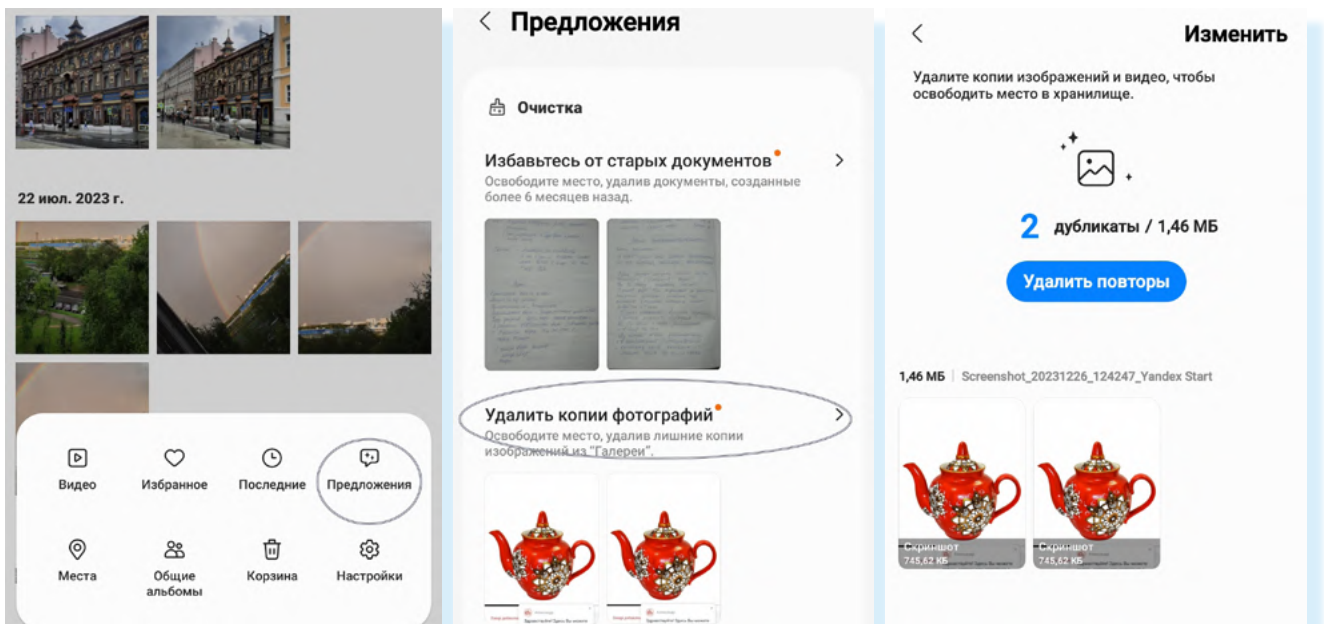 22 июл. 2023 г.
Видео
Избранное
Последние
Предложения
Места
Общие
альбомы
Корзина
Настройки
Предложения
Очистка
Избавьтесь от старых документов
Освободите место, удалив документы, созданные
более 6 месяцев назад.
Удалить копии фотографий
Освободите место, удалив лишние копии
изображений из "Галереи".
Изменить
Удалите копии изображений и видео, чтобы
освободить место в хранилище.
2 дубликаты / 1,46 МБ
Удалить повторы
1,46 МБ Screenshot_20231226_124247_Yandex Start
Скриншот
745,62 КБ
Скриншот
745,62 КБ